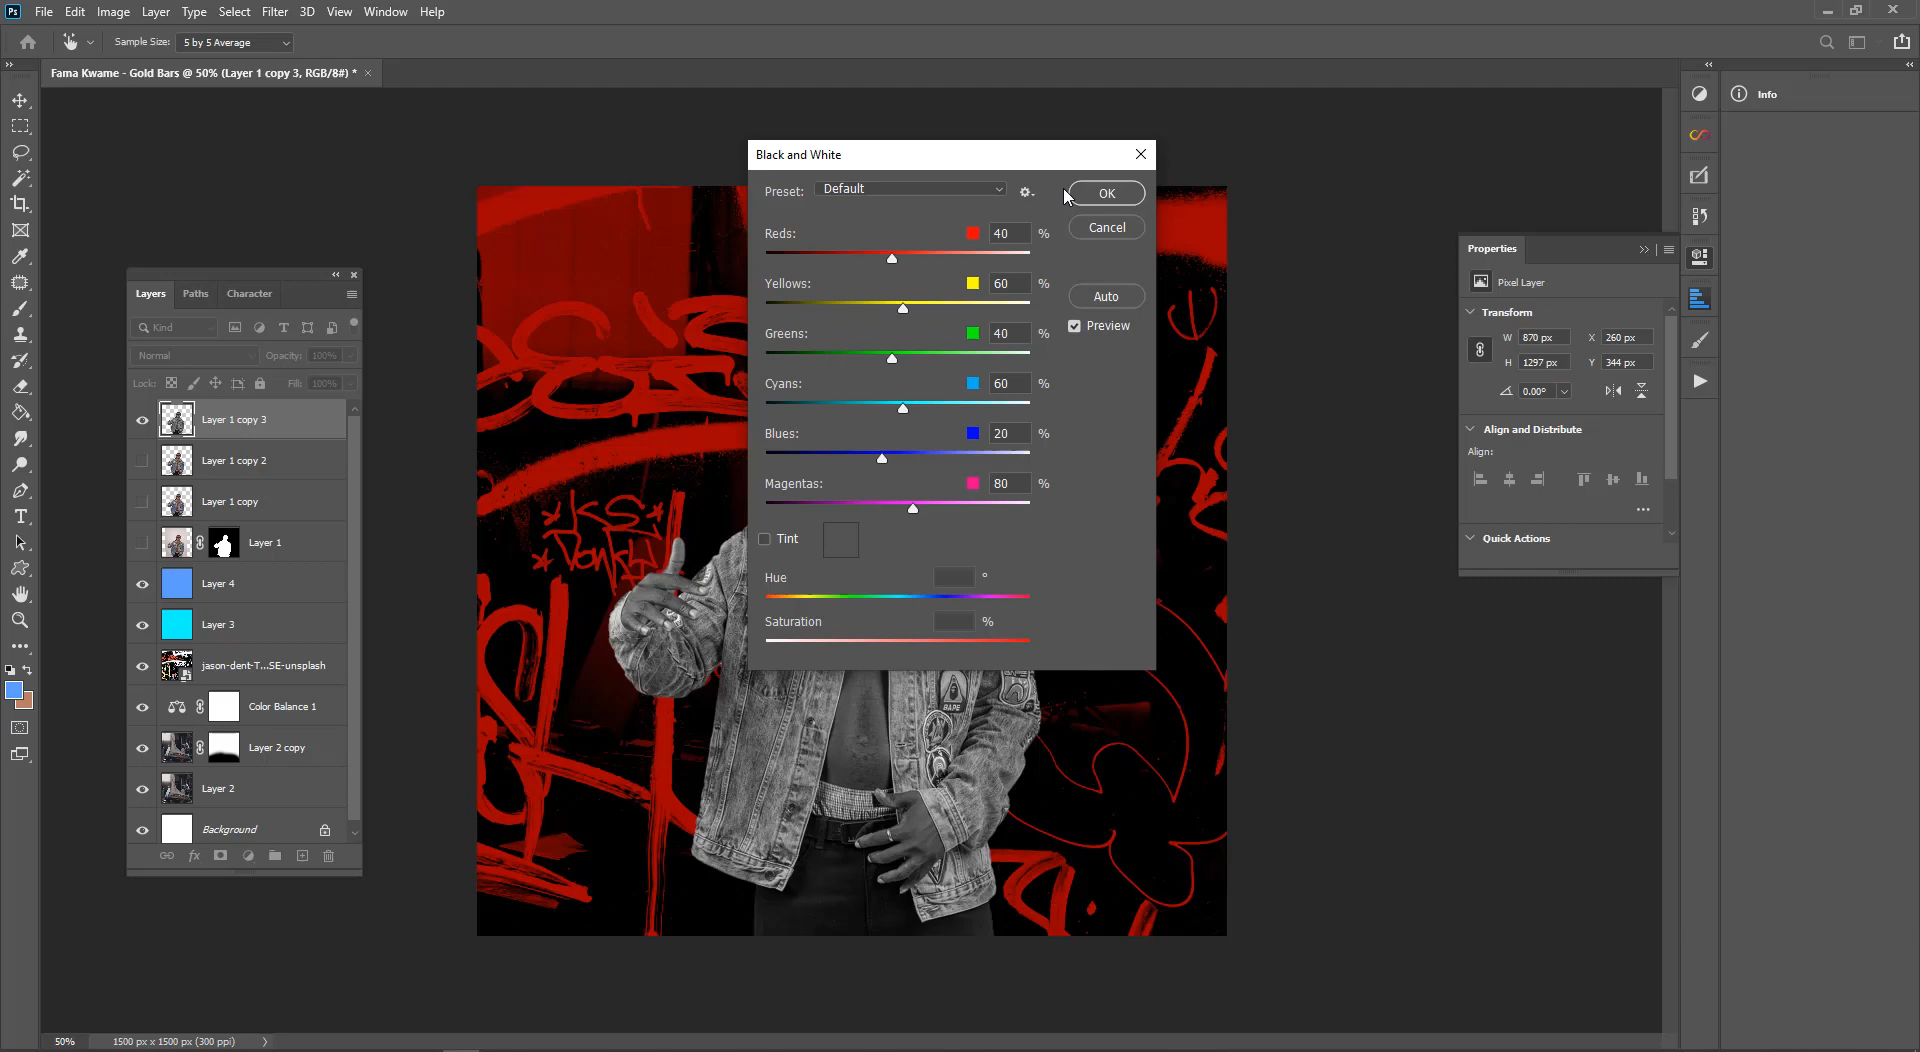 Ps File Edit Image Layer Type Select Filter 3D View Window Help
Sample Size: 5 by 5 Average
Fama Kwame - Gold Bars @ 50% (Layer 1 copy 3, RGB/8#) *
Info
Black and White
Preset: Default
OK
Cancel
Auto
Preview
Reds: 40 %
Yellows: 60 %
Greens: 40 %
Cyans: 60 %
Blues: 20 %
Magentas: 80 %
Tint
Hue °
Saturation %
Layers Paths Character
Kind
Normal Opacity: 100%
Lock: Fill: 100%
Layer 1 copy 3
Layer 1 copy 2
Layer 1 copy
Layer 1
Layer 4
Layer 3
jason-dent-T...SE-unsplash
Color Balance 1
Layer 2 copy
Layer 2
Background
fx
Properties
Pixel Layer
Transform
W 870 px X 260 px
H 1297 px Y 344 px
0.00°
Align and Distribute
Align:
Quick Actions
KS
BAPE
50% 1500 px x 1500 px (300 ppi)